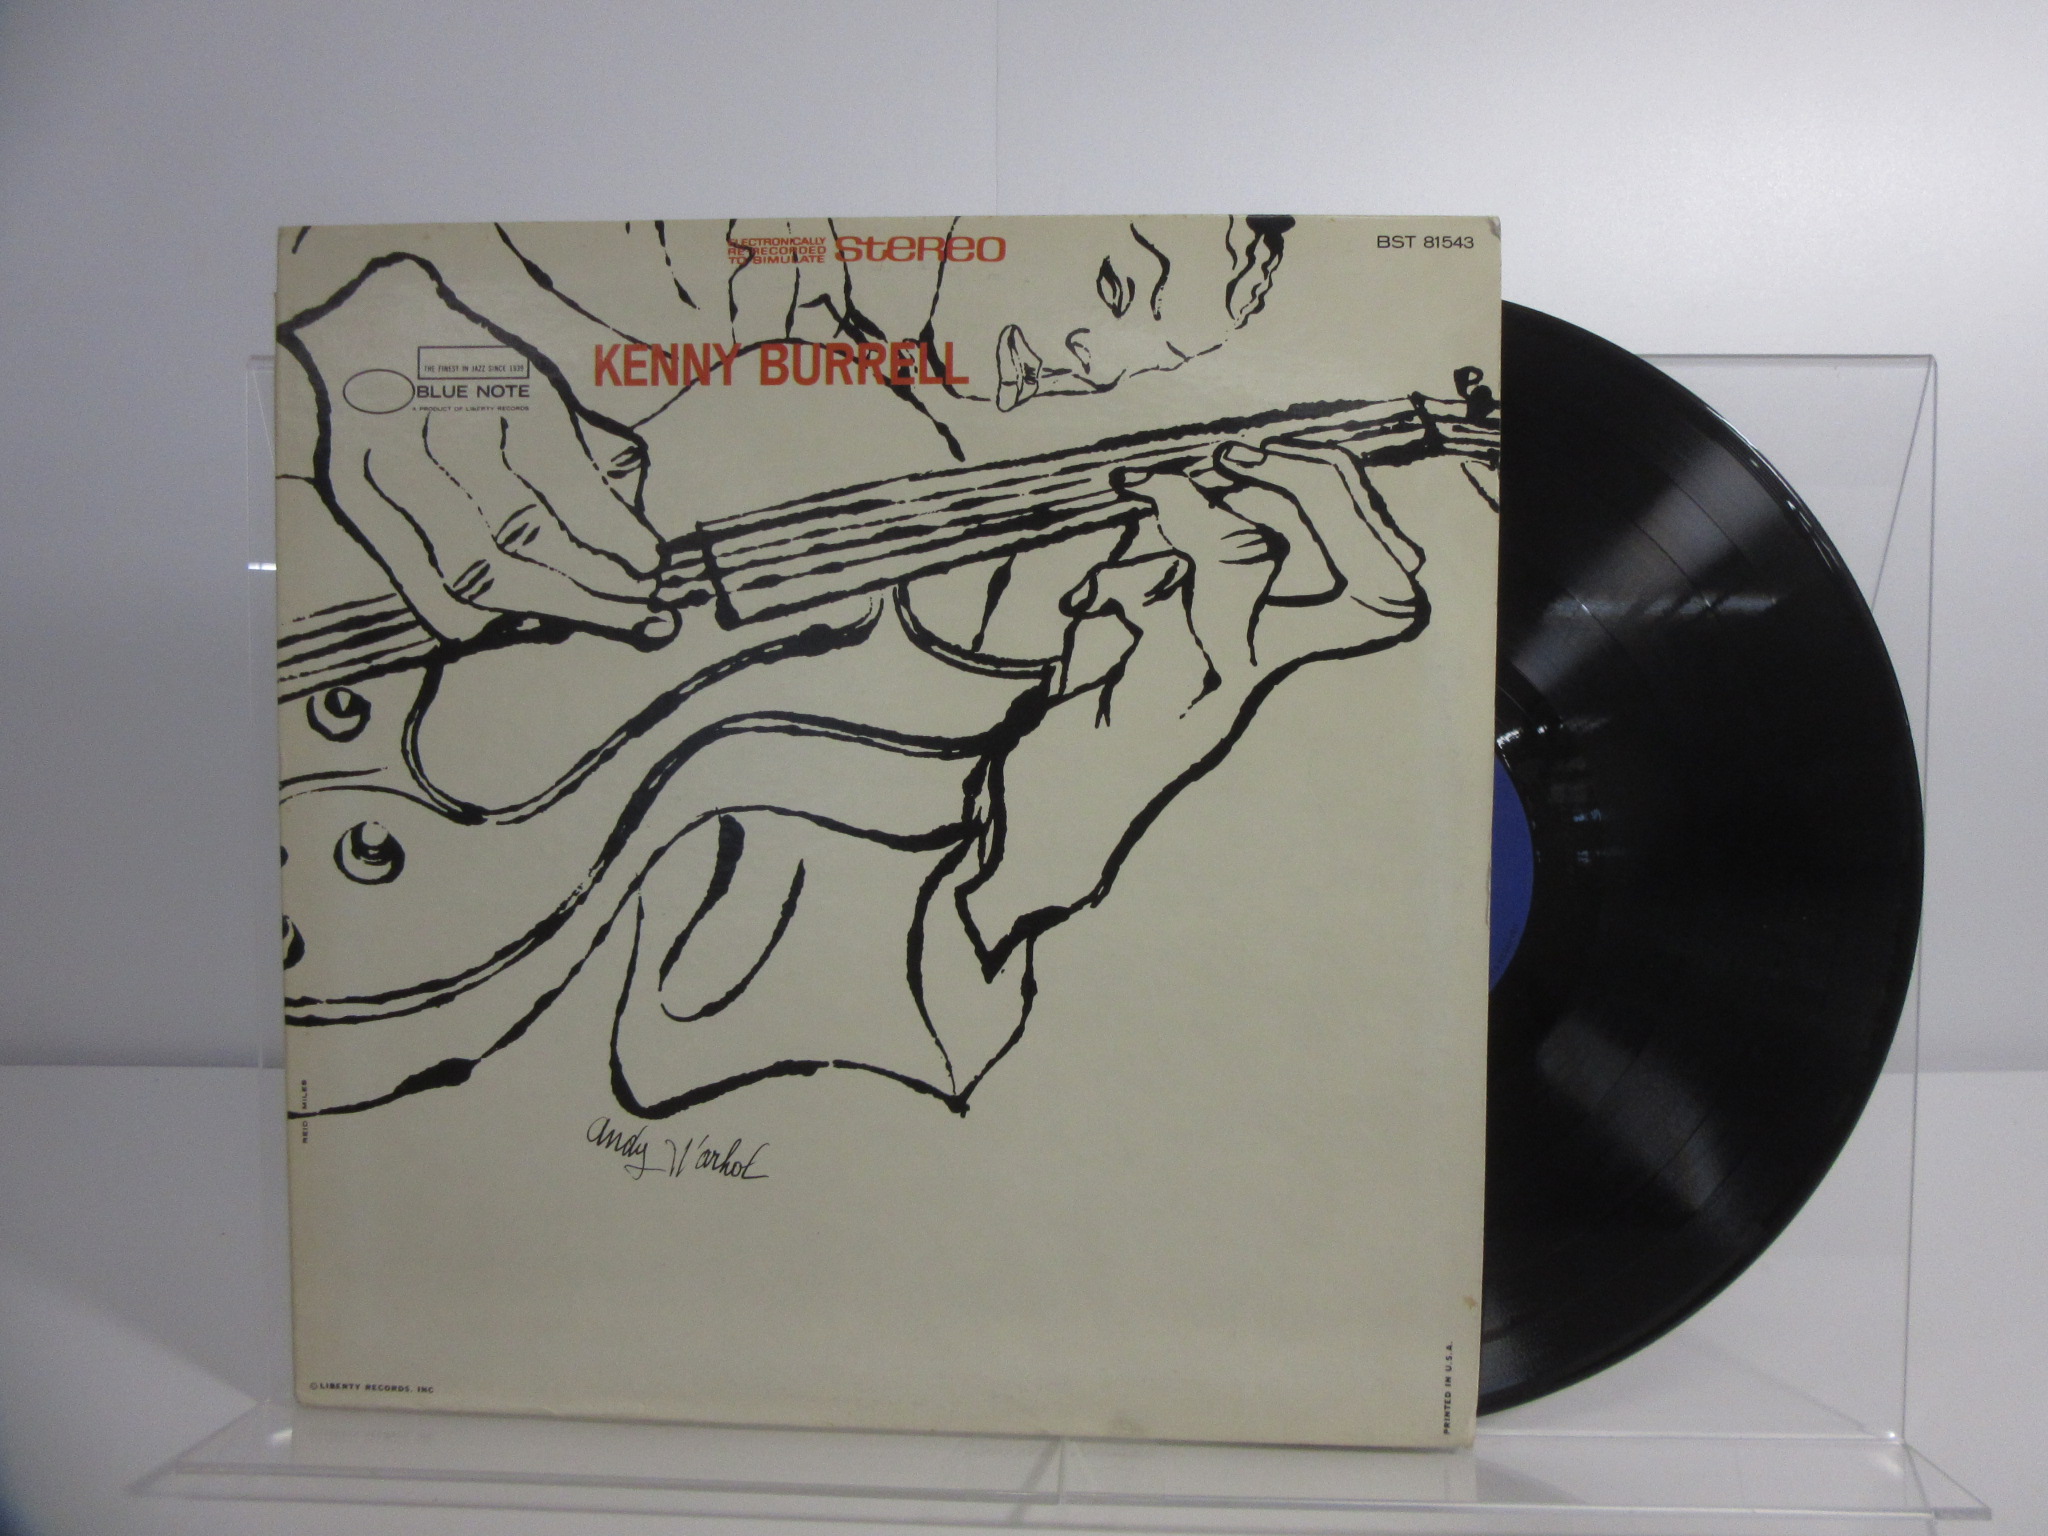 ELECTRONICALLY
RE-RECORDED
TO SIMULATE
STEREO
BST 81543
KENNY BURRELL
THE FINEST IN JAZZ SINCE 1939
BLUE NOTE
A PRODUCT OF LIBERTY RECORDS
REID MILES
Andy Warhol
© LIBERTY RECORDS, INC
PRINTED IN U.S.A.